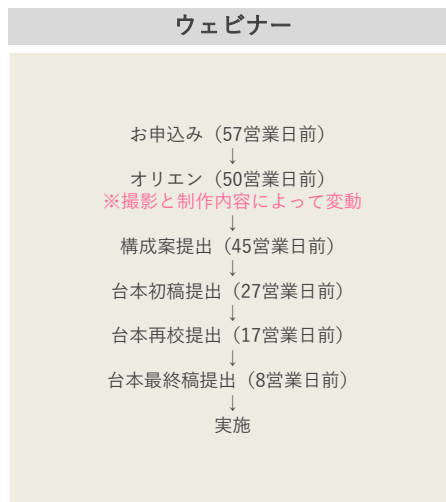 ウェビナー
お申込み（57営業日前）
↓
オリエン（50営業日前）
※撮影と制作内容によって変動
↓
構成案提出（45営業日前）
↓
台本初稿提出（27営業日前）
↓
台本再校提出（17営業日前）
↓
台本最終稿提出（8営業日前）
↓
実施